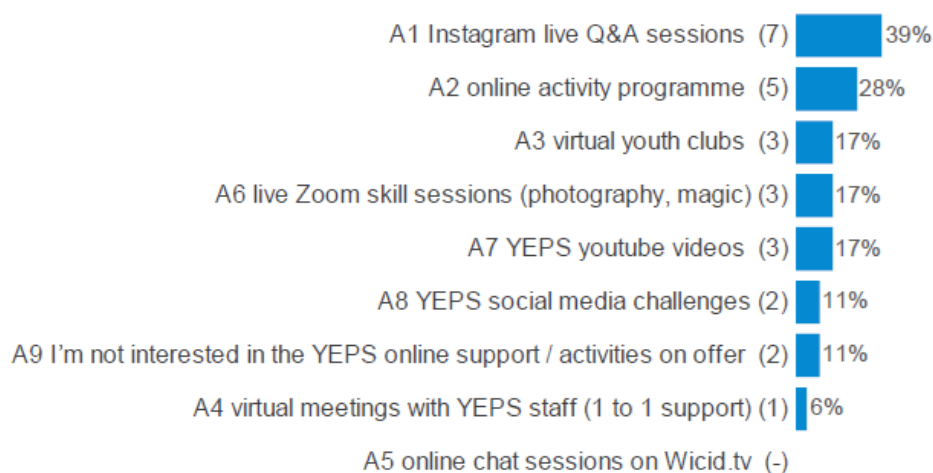 A1 Instagram live Q&A sessions (7) 39%
A2 online activity programme (5) 28%
A3 virtual youth clubs (3) 17%
A6 live Zoom skill sessions (photography, magic) (3) 17%
A7 YEPS youtube videos (3) 17%
A8 YEPS social media challenges (2) 11%
A9 I'm not interested in the YEPS online support / activities on offer (2) 11%
A4 virtual meetings with YEPS staff (1 to 1 support) (1) 6%
A5 online chat sessions on Wicid.tv (-)